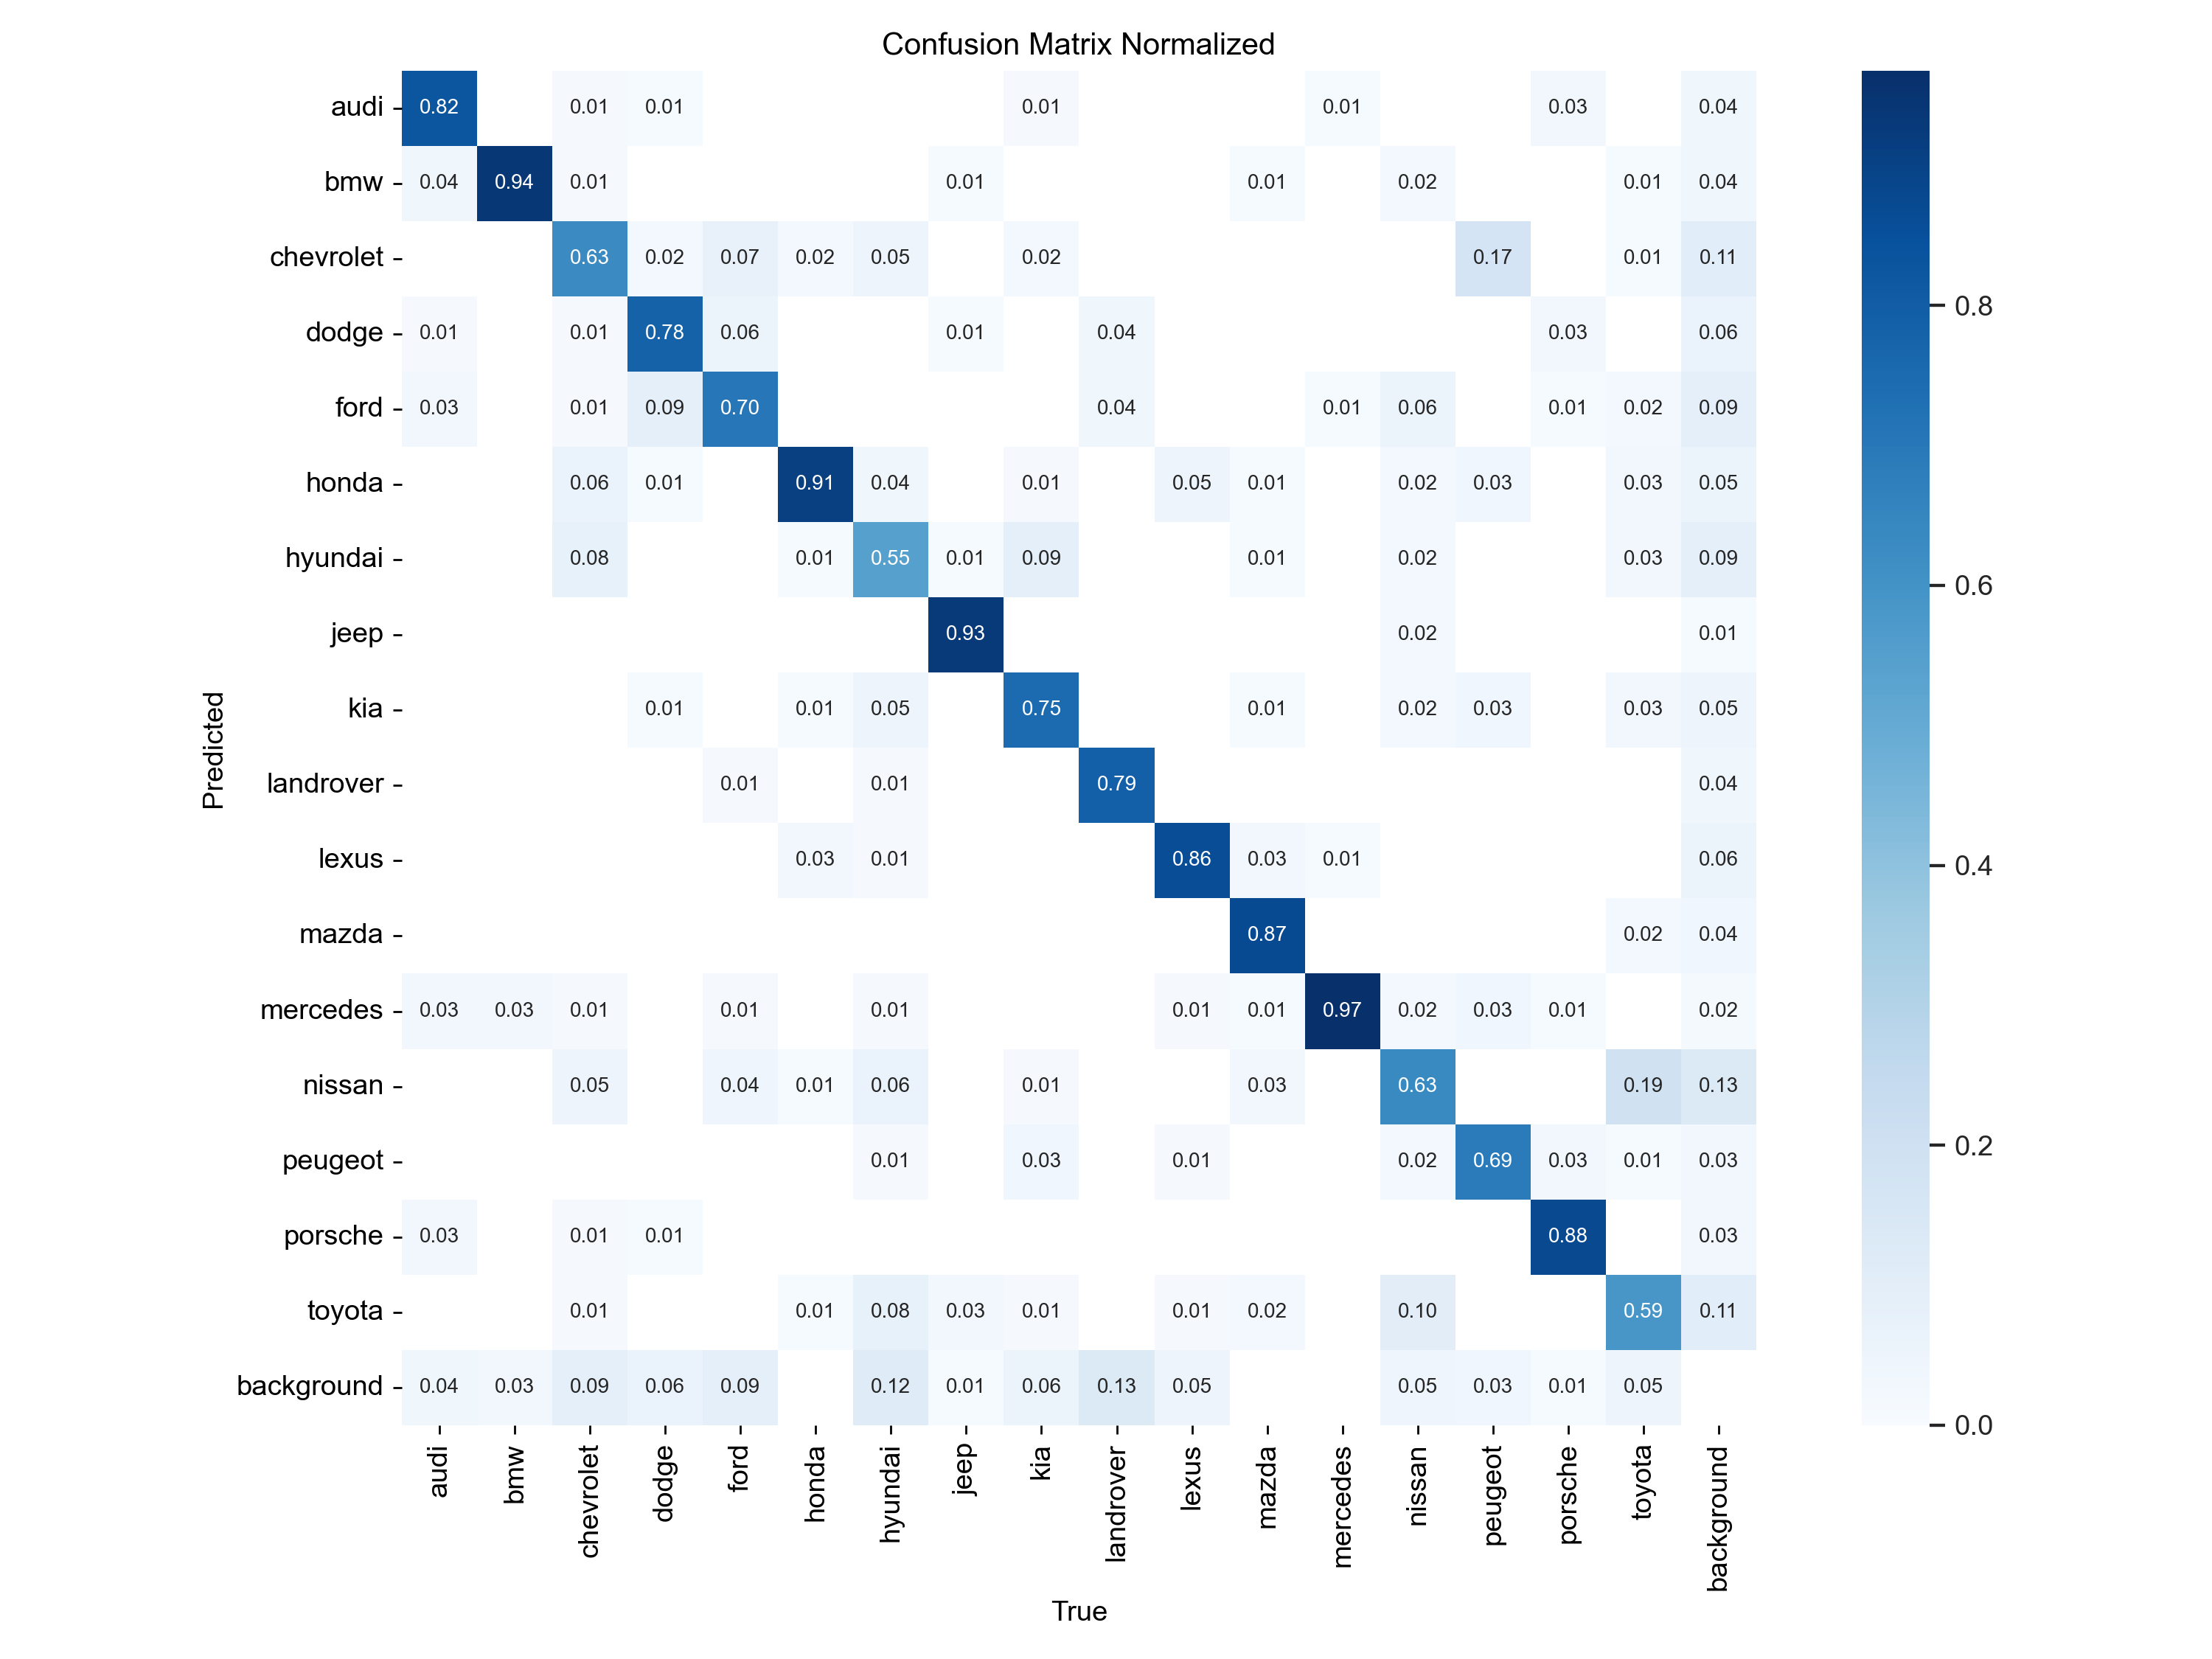 Confusion Matrix Normalized
audi 0.82 0.01 0.01 0.01 0.01 0.03 0.04
bmw 0.04 0.94 0.01 0.01 0.01 0.02 0.01 0.04
chevrolet 0.63 0.02 0.07 0.02 0.05 0.02 0.17 0.01 0.11
dodge 0.01 0.01 0.78 0.06 0.01 0.04 0.03 0.06
0.8
ford 0.03 0.01 0.09 0.70 0.04 0.01 0.06 0.01 0.02 0.09
honda 0.06 0.01 0.91 0.04 0.01 0.05 0.01 0.02 0.03 0.03 0.05
hyundai 0.08 0.01 0.55 0.01 0.09 0.01 0.02 0.03 0.09
0.6
jeep 0.93 0.02 0.01
kia 0.01 0.01 0.05 0.75 0.01 0.02 0.03 0.03 0.05
Predicted
landrover 0.01 0.01 0.79 0.04
lexus 0.03 0.01 0.86 0.03 0.01 0.06
0.4
mazda 0.87 0.02 0.04
mercedes 0.03 0.03 0.01 0.01 0.01 0.01 0.01 0.97 0.02 0.03 0.01 0.02
nissan 0.05 0.04 0.01 0.06 0.01 0.03 0.63 0.19 0.13
0.2
peugeot 0.01 0.03 0.01 0.02 0.69 0.03 0.01 0.03
porsche 0.03 0.01 0.01 0.88 0.03
toyota 0.01 0.01 0.08 0.03 0.01 0.01 0.02 0.10 0.59 0.11
background 0.04 0.03 0.09 0.06 0.09 0.12 0.01 0.06 0.13 0.05 0.05 0.03 0.01 0.05
0.0
audi bmw chevrolet dodge ford honda hyundai jeep kia landrover lexus mazda mercedes nissan peugeot porsche toyota background
True